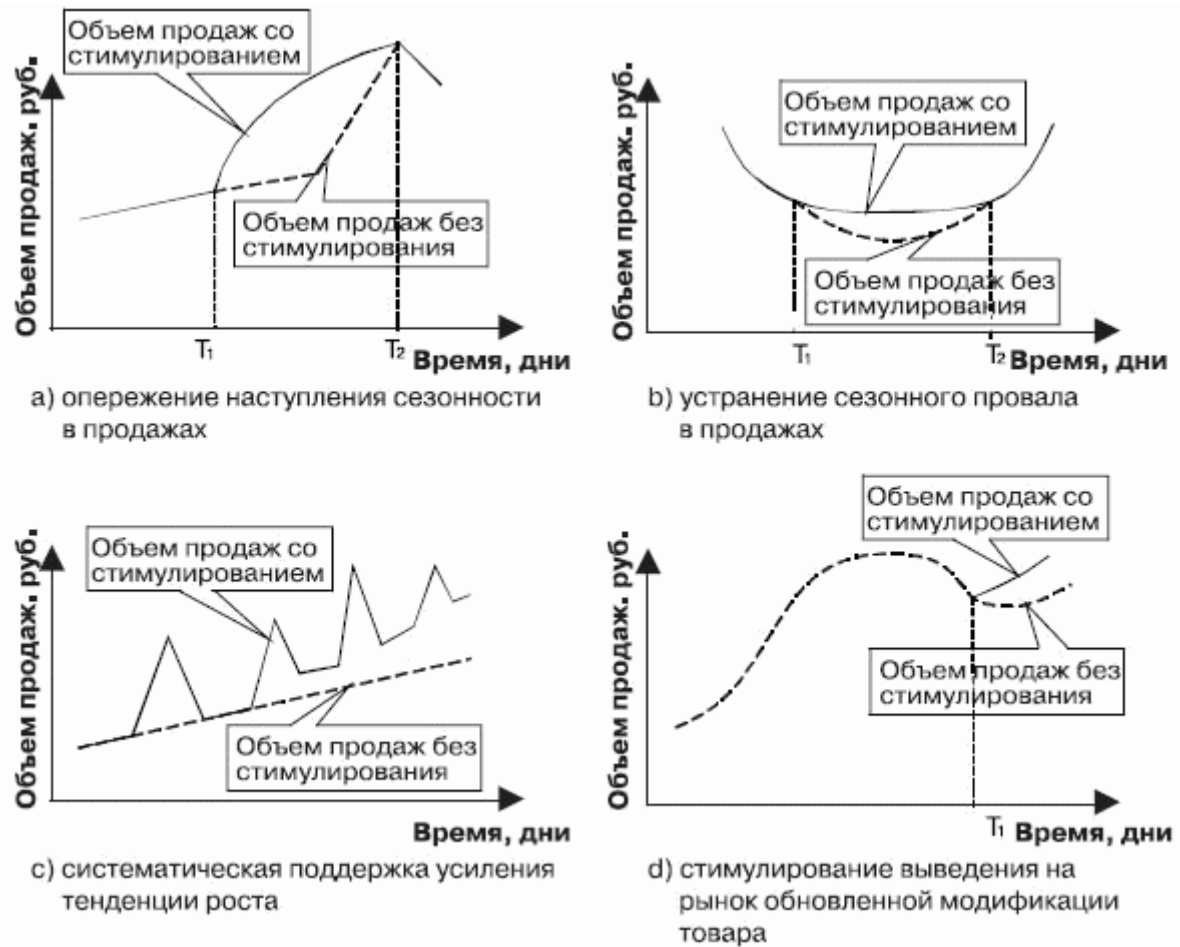 Объем продаж со
стимулированием
Объем продаж. руб.
Объем продаж без
стимулирования
T1
T2
Время, дни
a) опережение наступления сезонности
в продажах
Объем продаж со
стимулированием
Объем продаж. руб.
Объем продаж без
стимулирования
T1
T2
Время, дни
b) устранение сезонного провала
в продажах
Объем продаж со
стимулированием
Объем продаж. руб.
Объем продаж без
стимулирования
Время, дни
c) систематическая поддержка усиления
тенденции роста
Объем продаж со
стимулированием
Объем продаж. руб.
Объем продаж без
стимулирования
T1
Время, дни
d) стимулирование выведения на
рынок обновленной модификации
товара